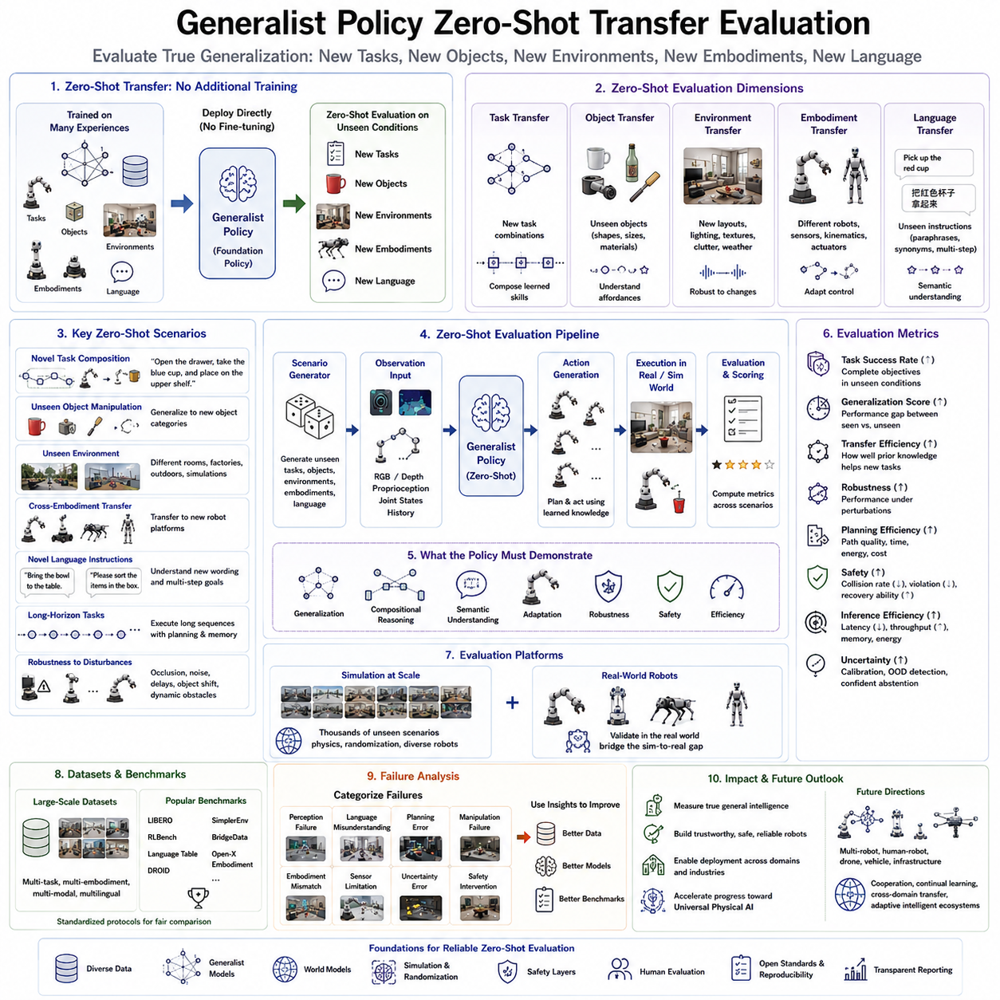 Generalist Policy Zero-Shot Transfer Evaluation
Evaluate True Generalization: New Tasks, New Objects, New Environments, New Embodiments, New Language
1. Zero-Shot Transfer: No Additional Training
Trained on
Many Experiences
Tasks
Objects
Environments
Embodiments
Language
Deploy Directly
(No Fine-tuning)
Generalist
Policy
(Foundation
Policy)
Zero-Shot Evaluation on
Unseen Conditions
New Tasks
New Objects
New Environments
New Embodiments
New Language
2. Zero-Shot Evaluation Dimensions
Task Transfer
New task
combinations
Compose learned
skills
Object Transfer
Unseen objects
(shapes, sizes,
materials)
Understand
affordances
Environment
Transfer
New layouts,
lighting, textures,
clutter, weather
Robust to changes
Embodiment
Transfer
Different robots,
sensors, kinematics,
actuators
Adapt control
Language
Transfer
Pick up the
red cup
把红色杯子
拿起来
Unseen instructions
(paraphrases,
synonyms, multi-step)
Semantic
understanding
3. Key Zero-Shot Scenarios
Novel Task Composition
"Open the drawer, take the
blue cup, and place on the
upper shelf."
Unseen Object Manipulation
Generalize to new object
categories
Unseen Environment
Different rooms, factories,
outdoors, simulations
Cross-Embodiment Transfer
Transfer to new robot
platforms
Novel Language Instructions
"Bring the bowl
to the table.
"Please sort the
items in the box.
Understand new wording
and multi-step goals
Long-Horizon Tasks
Execute long sequences
with planning & memory
Robustness to Disturbances
Occlusion, noise,
delays, object shift,
dynamic obstacles
4. Zero-Shot Evaluation Pipeline
Scenario
Generator
Generate unseen
tasks, objects,
environments,
embodiments,
language
Observation
Input
RGB / Depth
Proprioception
Joint States
History
Generalist
Policy
(Zero-Shot)
Action
Generation
Plan & act using
learned knowledge
Execution in
Real / Sim
World
Evaluation
& Scoring
Compute metrics
across scenarios
5. What the Policy Must Demonstrate
Generalization
Compositional
Reasoning
Semantic
Understanding
Adaptation
Robustness
Safety
Efficiency
6. Evaluation Metrics
Task Success Rate (↑)
Complete objectives
in unseen conditions
Generalization Score (↑)
Performance gap between
seen vs. unseen
Transfer Efficiency (↑)
How well prior knowledge
helps new tasks
Robustness (↑)
Performance under
perturbations
Planning Efficiency (↑)
Path quality, time,
energy, cost
Safety (↑)
Collision rate (↓), violation (↓),
recovery ability (↑)
Inference Efficiency (↑)
Latency (↓), throughput (↑),
memory, energy
Uncertainty (↑)
Calibration, OOD detection,
confident abstention
7. Evaluation Platforms
Simulation at Scale
Thousands of unseen scenarios
physics, randomization, diverse robots
+
Real-World Robots
Validate in the real world
bridge the sim-to-real gap
8. Datasets & Benchmarks
Large-Scale Datasets
Multi-task, multi-embodiment,
multi-modal, multilingual
Popular Benchmarks
LIBERO
RLBench
Language Table
DROID
SimplerEnv
BridgeData
Open-X
Embodiment
...
Standardized protocols for fair comparison
9. Failure Analysis
Categorize Failures
Perception
Failure
Language
Misunderstanding
Planning
Error
Manipulation
Failure
Embodiment
Mismatch
Sensor
Limitation
Uncertainty
Error
Safety
Intervention
Use Insights to Improve
Better Data
Better Models
Better Benchmarks
10. Impact & Future Outlook
Measure true general intelligence
Build trustworthy, safe, reliable robots
Enable deployment across domains
and industries
Accelerate progress toward
Universal Physical AI
Future Directions
Multi-robot, human-robot,
drone, vehicle, infrastructure
Cooperation, continual learning,
cross-domain transfer,
adaptive intelligent ecosystems
Foundations for Reliable Zero-Shot Evaluation
Diverse Data
Generalist
Models
World Models
Simulation &
Randomization
Safety Layers
Human Evaluation
Open Standards &
Reproducibility
Transparent Reporting